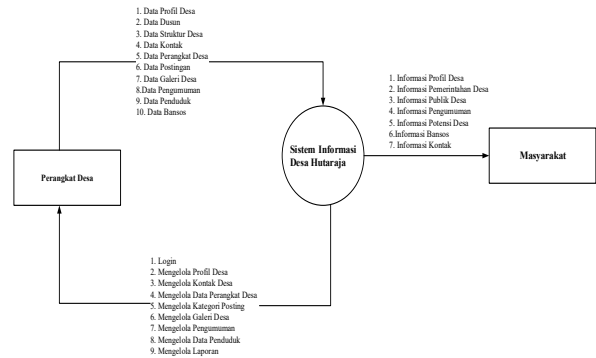 1. Data Profil Desa
2. Data Dusun
3. Data Struktur Desa
4. Data Kontak
5. Data Perangkat Desa
6. Data Postingan
7. Data Galeri Desa
8.Data Pengumuman
9. Data Penduduk
10. Data Bansos
1. Informasi Profil Desa
2. Informasi Pemerintahan Desa
3. Informasi Publik Desa
4. Informasi Pengumuman
5. Informasi Potensi Desa
6.Informasi Bansos
7. Informasi Kontak
Sistem Informasi
Desa Hutaraja
Masyarakat
Perangkat Desa
1. Login
2. Mengelola Profil Desa
3. Mengelola Kontak Desa
4. Mengelola Data Perangkat Desa
5. Mengelola Kategori Posting
6. Mengelola Galeri Desa
7. Mengelola Pengumuman
8. Mengelola Data Penduduk
9. Mengelola Laporan